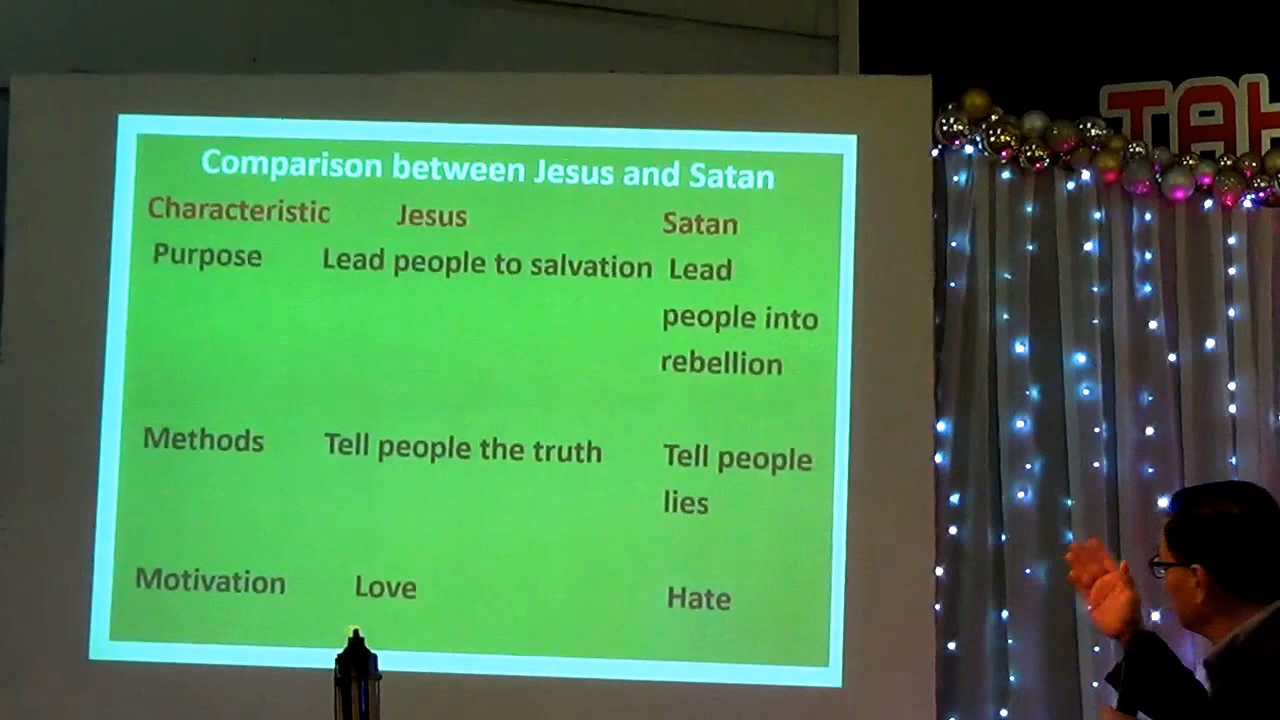 Comparison between Jesus and Satan
Characteristic Jesus Satan
Purpose Lead people to salvation Lead
people into
rebellion
Methods Tell people the truth Tell people
lies
Motivation Love Hate
TAH